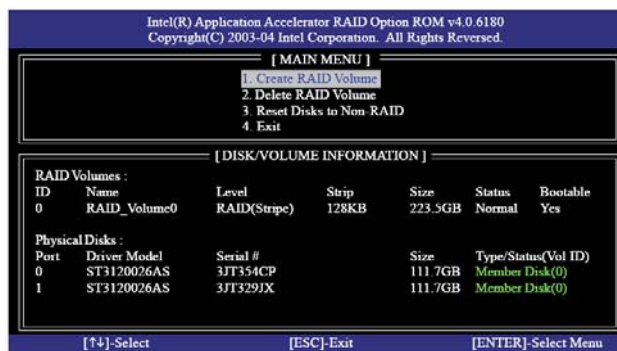 Intel(R) Application Accelerator RAID Option ROM v4.0.6180
Copyright(C) 2003-04 Intel Corporation. All Rights Reversed.
[ MAIN MENU ]
1. Create RAID Volume
2. Delete RAID Volume
3. Reset Disks to Non-RAID
4. Exit
[ DISK/VOLUME INFORMATION ]
RAID Volumes :
ID Name Level Strip Size Status Bootable
0 RAID_Volume0 RAID(Stripe) 128KB 223.5GB Normal Yes
Physical Disks :
Port Driver Model Serial # Size Type/Status(Vol ID)
0 ST3120026AS 3JT354CP 111.7GB Member Disk(0)
1 ST3120026AS 3JT329JX 111.7GB Member Disk(0)
[↑↓]-Select [ESC]-Exit [ENTER]-Select Menu